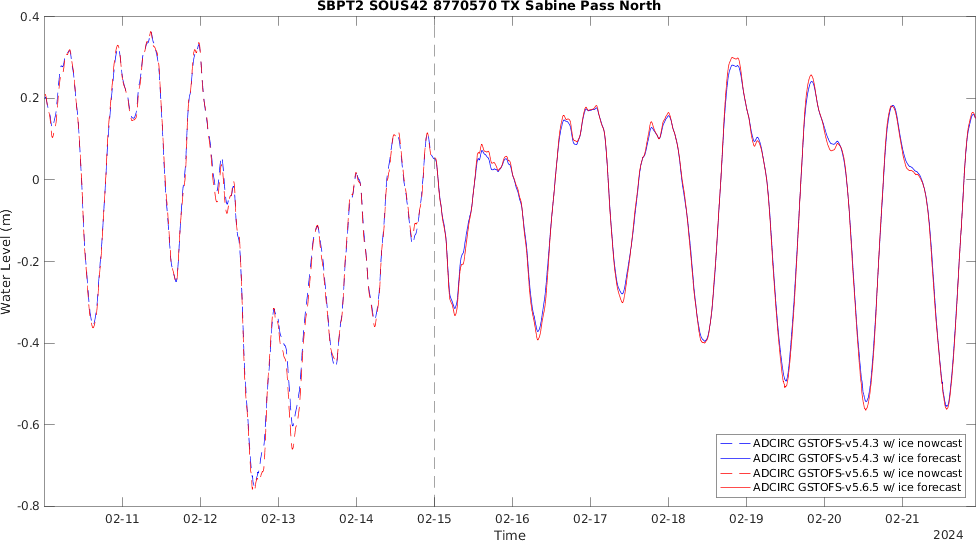 SBPT2 SOUS42 8770570 TX Sabine Pass North
0.4
0.2
0
-0.2
-0.4
-0.6
-0.8
Water Level (m)
02-11 02-12 02-13 02-14 02-15 02-16 02-17 02-18 02-19 02-20 02-21
Time
2024
ADCIRC GSTOFS-v5.4.3 w/ ice nowcast
ADCIRC GSTOFS-v5.4.3 w/ ice forecast
ADCIRC GSTOFS-v5.6.5 w/ ice nowcast
ADCIRC GSTOFS-v5.6.5 w/ ice forecast